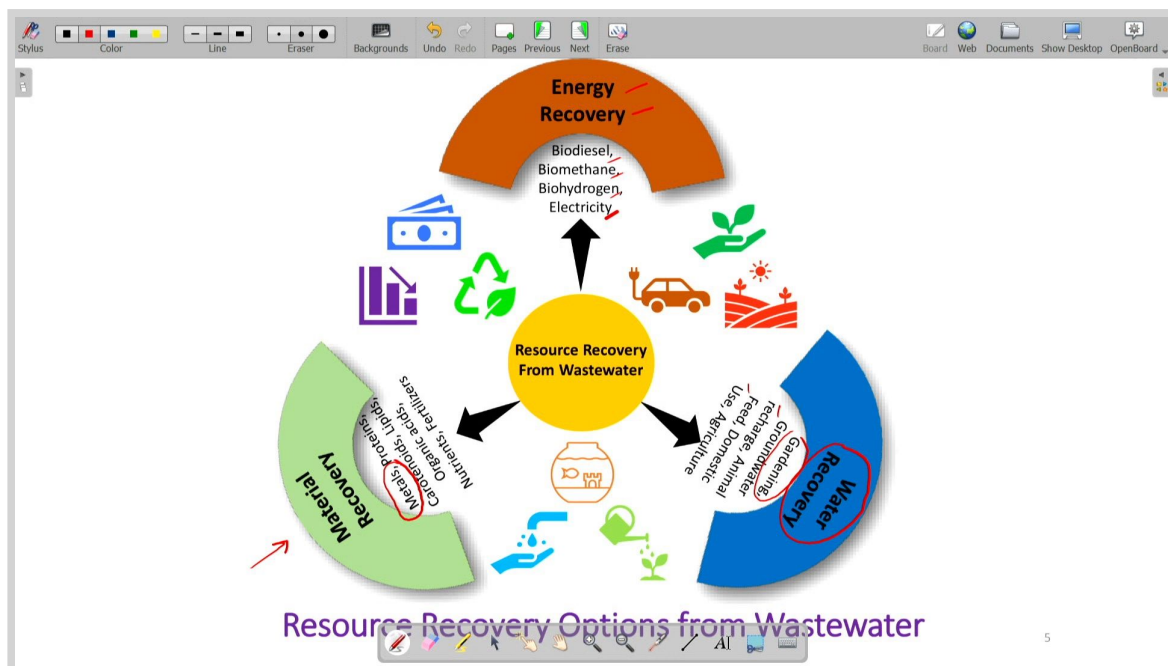 Stylus
Color
Line
Eraser
Backgrounds
Undo
Redo
Pages
Previous
Next
Erase
Board
Web
Documents
Show Desktop
OpenBoard
Energy
Recovery
Biodiesel,
Biomethane,
Biohydrogen,
Electricity
Resource Recovery
From Wastewater
Material
Recovery
Metals, Proteins,
Carotenoids, Lipids,
Organic acids,
Nutrients, Fertilizers
Water
Recovery
Gardening,
Groundwater
recharge, Animal
Feed, Domestic
Use, Agriculture
Resource Recovery Options from Wastewater
5
AI